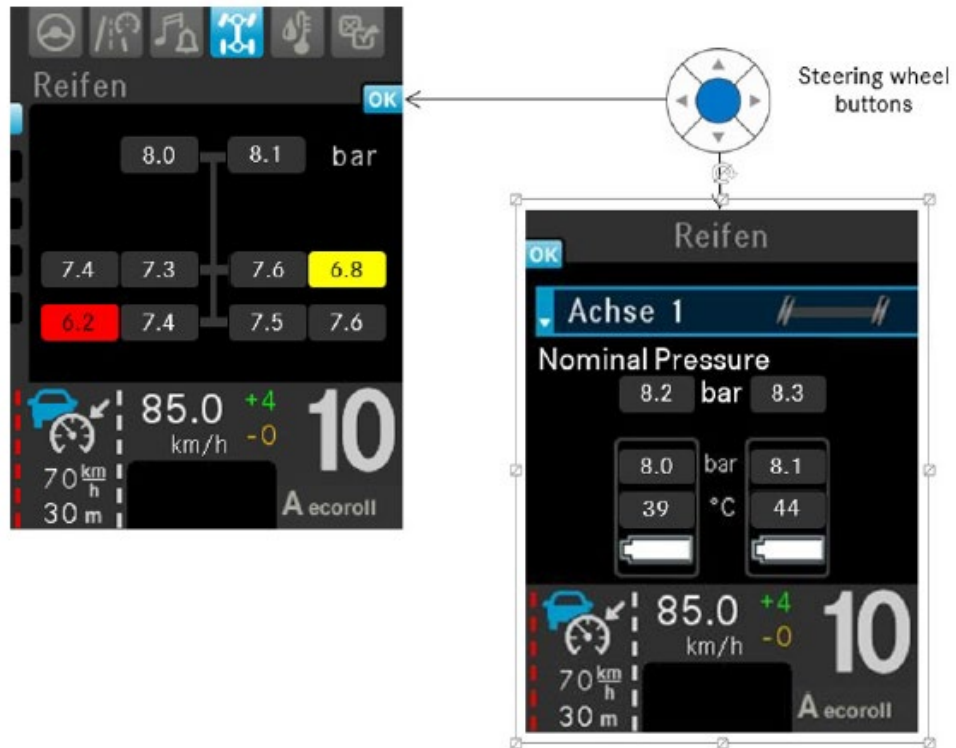 Reifen
OK
8.0 8.1 bar
7.4 7.3 7.6 6.8
6.2 7.4 7.5 7.6
85.0 +4
km/h -0
10
70 km/h
30 m
A ecoroll
Steering wheel
buttons
Reifen
OK
Achse 1
Nominal Pressure
8.2 bar 8.3
8.0 bar 8.1
39 °C 44
85.0 +4
km/h -0
10
70 km/h
30 m
A ecoroll